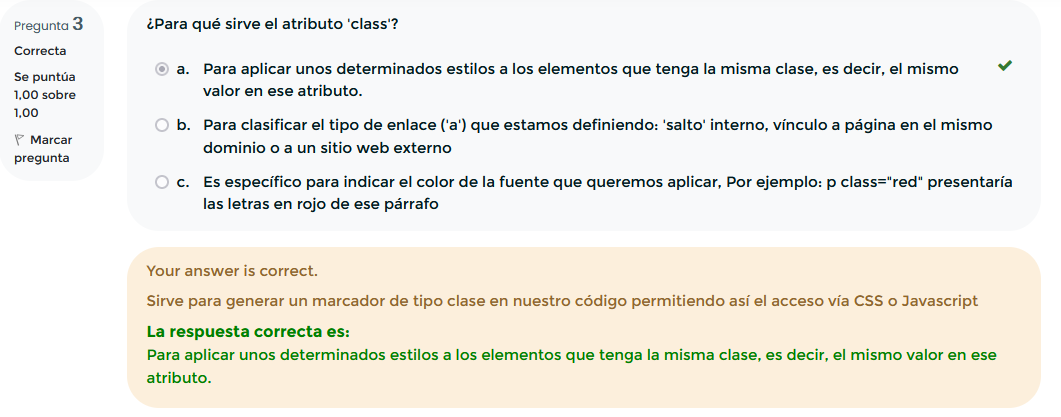 Pregunta 3
Correcta
Se puntúa
1,00 sobre
1,00
Marcar
pregunta
¿Para qué sirve el atributo 'class'?
a. Para aplicar unos determinados estilos a los elementos que tenga la misma clase, es decir, el mismo
valor en ese atributo.
b. Para clasificar el tipo de enlace ('a') que estamos definiendo: 'salto' interno, vínculo a página en el mismo
dominio o a un sitio web externo
c. Es específico para indicar el color de la fuente que queremos aplicar, Por ejemplo: p class="red" presentaría
las letras en rojo de ese párrafo
Your answer is correct.
Sirve para generar un marcador de tipo clase en nuestro código permitiendo así el acceso vía CSS o Javascript
La respuesta correcta es:
Para aplicar unos determinados estilos a los elementos que tenga la misma clase, es decir, el mismo valor en ese
atributo.